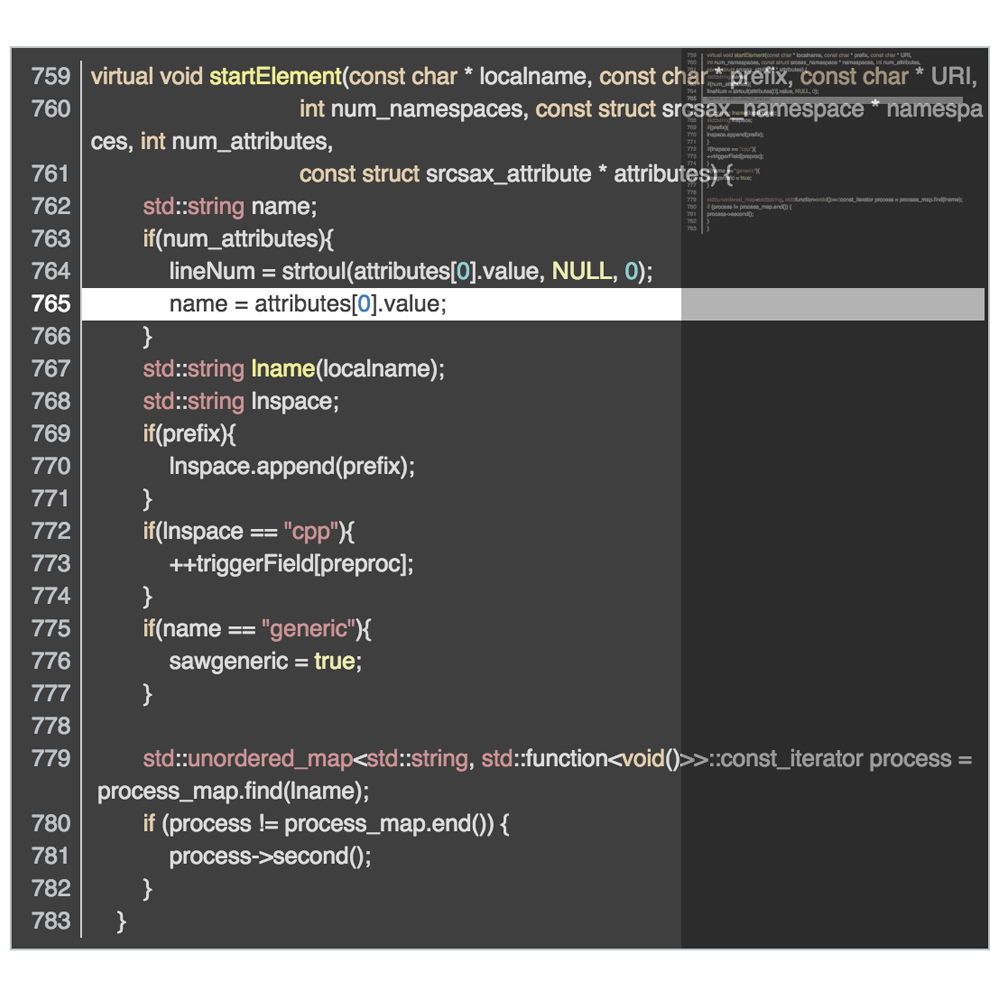 759 virtual void startElement(const char * localname, const char * prefix, const char * URI,
760 int num_namespaces, const struct srcsax_namespace * namespa
ces, int num_attributes,
761 const struct srcsax_attribute * attributes) {
762 std::string name;
763 if(num_attributes){
764 lineNum = strtoul(attributes[0].value, NULL, 0);
765 name = attributes[0].value;
766 }
767 std::string lname(localname);
768 std::string lnspace;
769 if(prefix){
770 lnspace.append(prefix);
771 }
772 if(lnspace == "cpp"){
773 ++triggerField[preproc];
774 }
775 if(name == "generic"){
776 sawgeneric = true;
777 }
778
779 std::unordered_map<std::string, std::function<void()>>::const_iterator process =
process_map.find(lname);
780 if (process != process_map.end()) {
781 process->second();
782 }
783 }